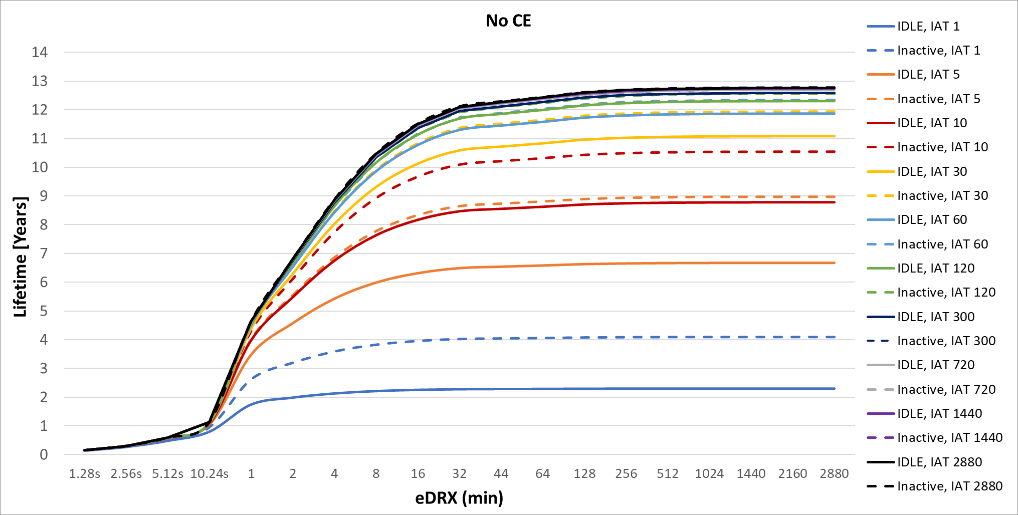 No CE
Lifetime [Years]
14
13
12
11
10
9
8
7
6
5
4
3
2
1
0
1.28s 2.56s 5.12s 10.24s 1 2 4 8 16 32 44 64 128 256 512 1024 1440 2160 2880
eDRX (min)
IDLE, IAT 1
Inactive, IAT 1
IDLE, IAT 5
Inactive, IAT 5
IDLE, IAT 10
Inactive, IAT 10
IDLE, IAT 30
Inactive, IAT 30
IDLE, IAT 60
Inactive, IAT 60
IDLE, IAT 120
Inactive, IAT 120
IDLE, IAT 300
Inactive, IAT 300
IDLE, IAT 720
Inactive, IAT 720
IDLE, IAT 1440
Inactive, IAT 1440
IDLE, IAT 2880
Inactive, IAT 2880